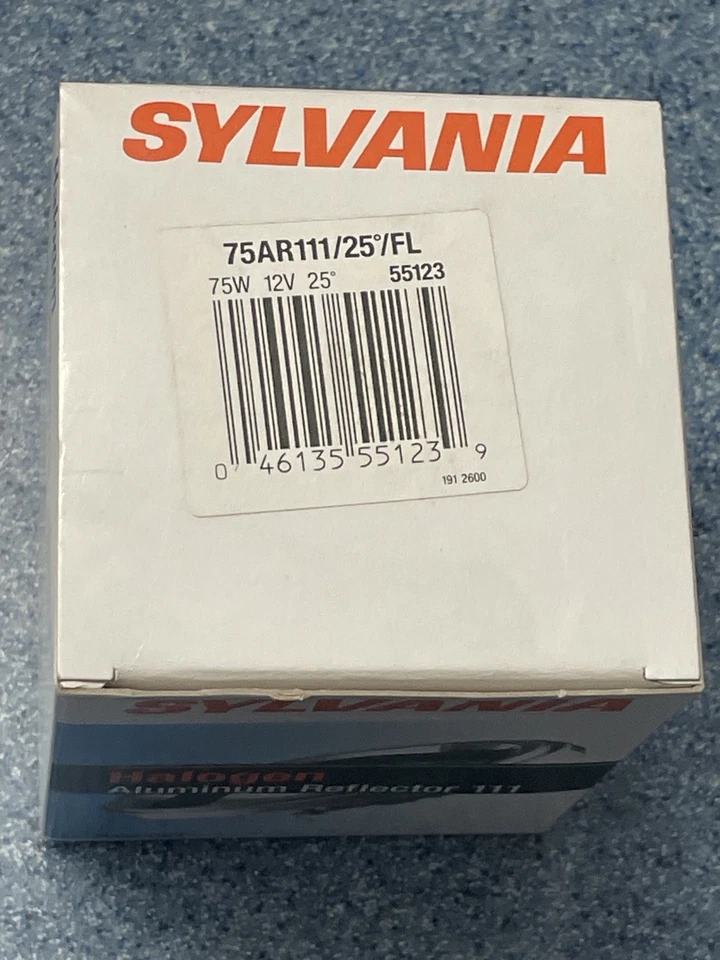 SYLVANIA
75AR111/25°/FL
75W 12V 25° 55123
0 46135 55123 9
191 2600
SYLVANIA
Halogen
Aluminum Reflector 111